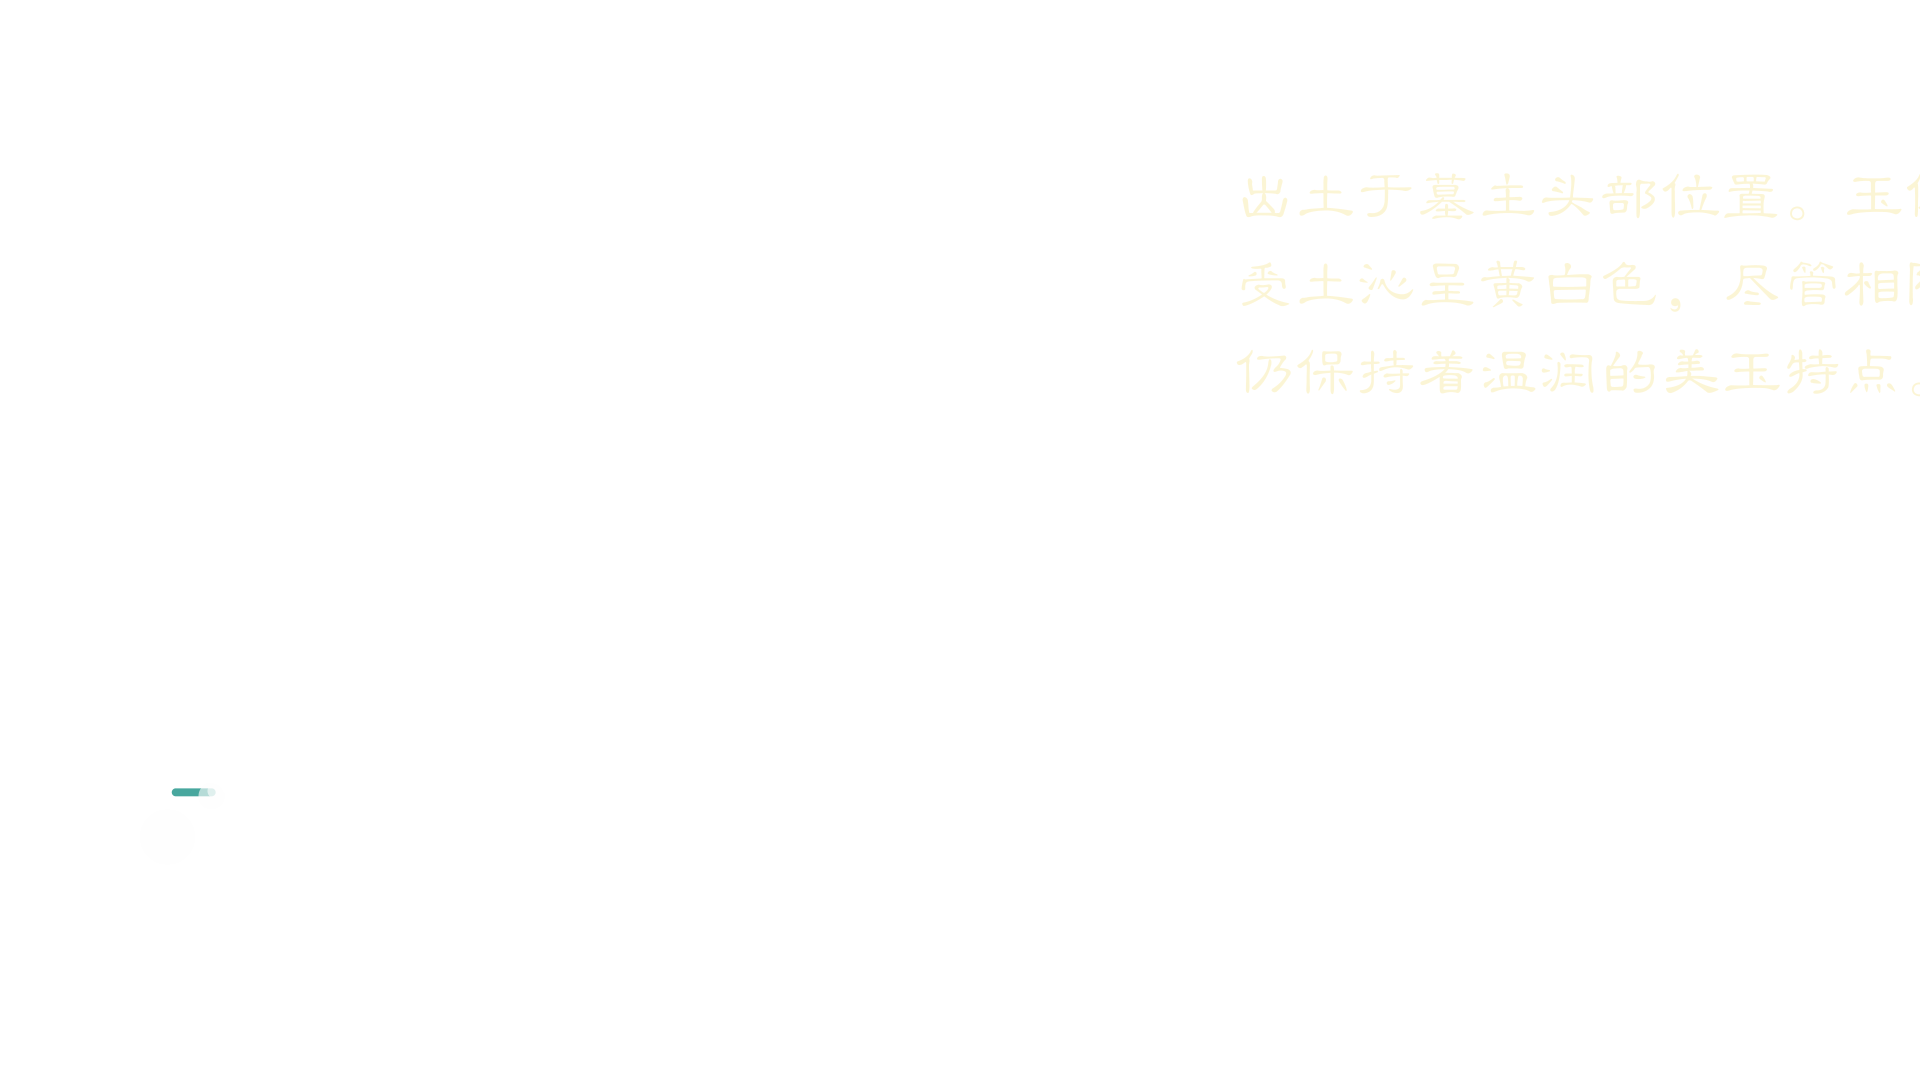 出土于墓主头部位置。玉
受土沁呈黄白色，尽管相
仍保持着温润的美玉特点。